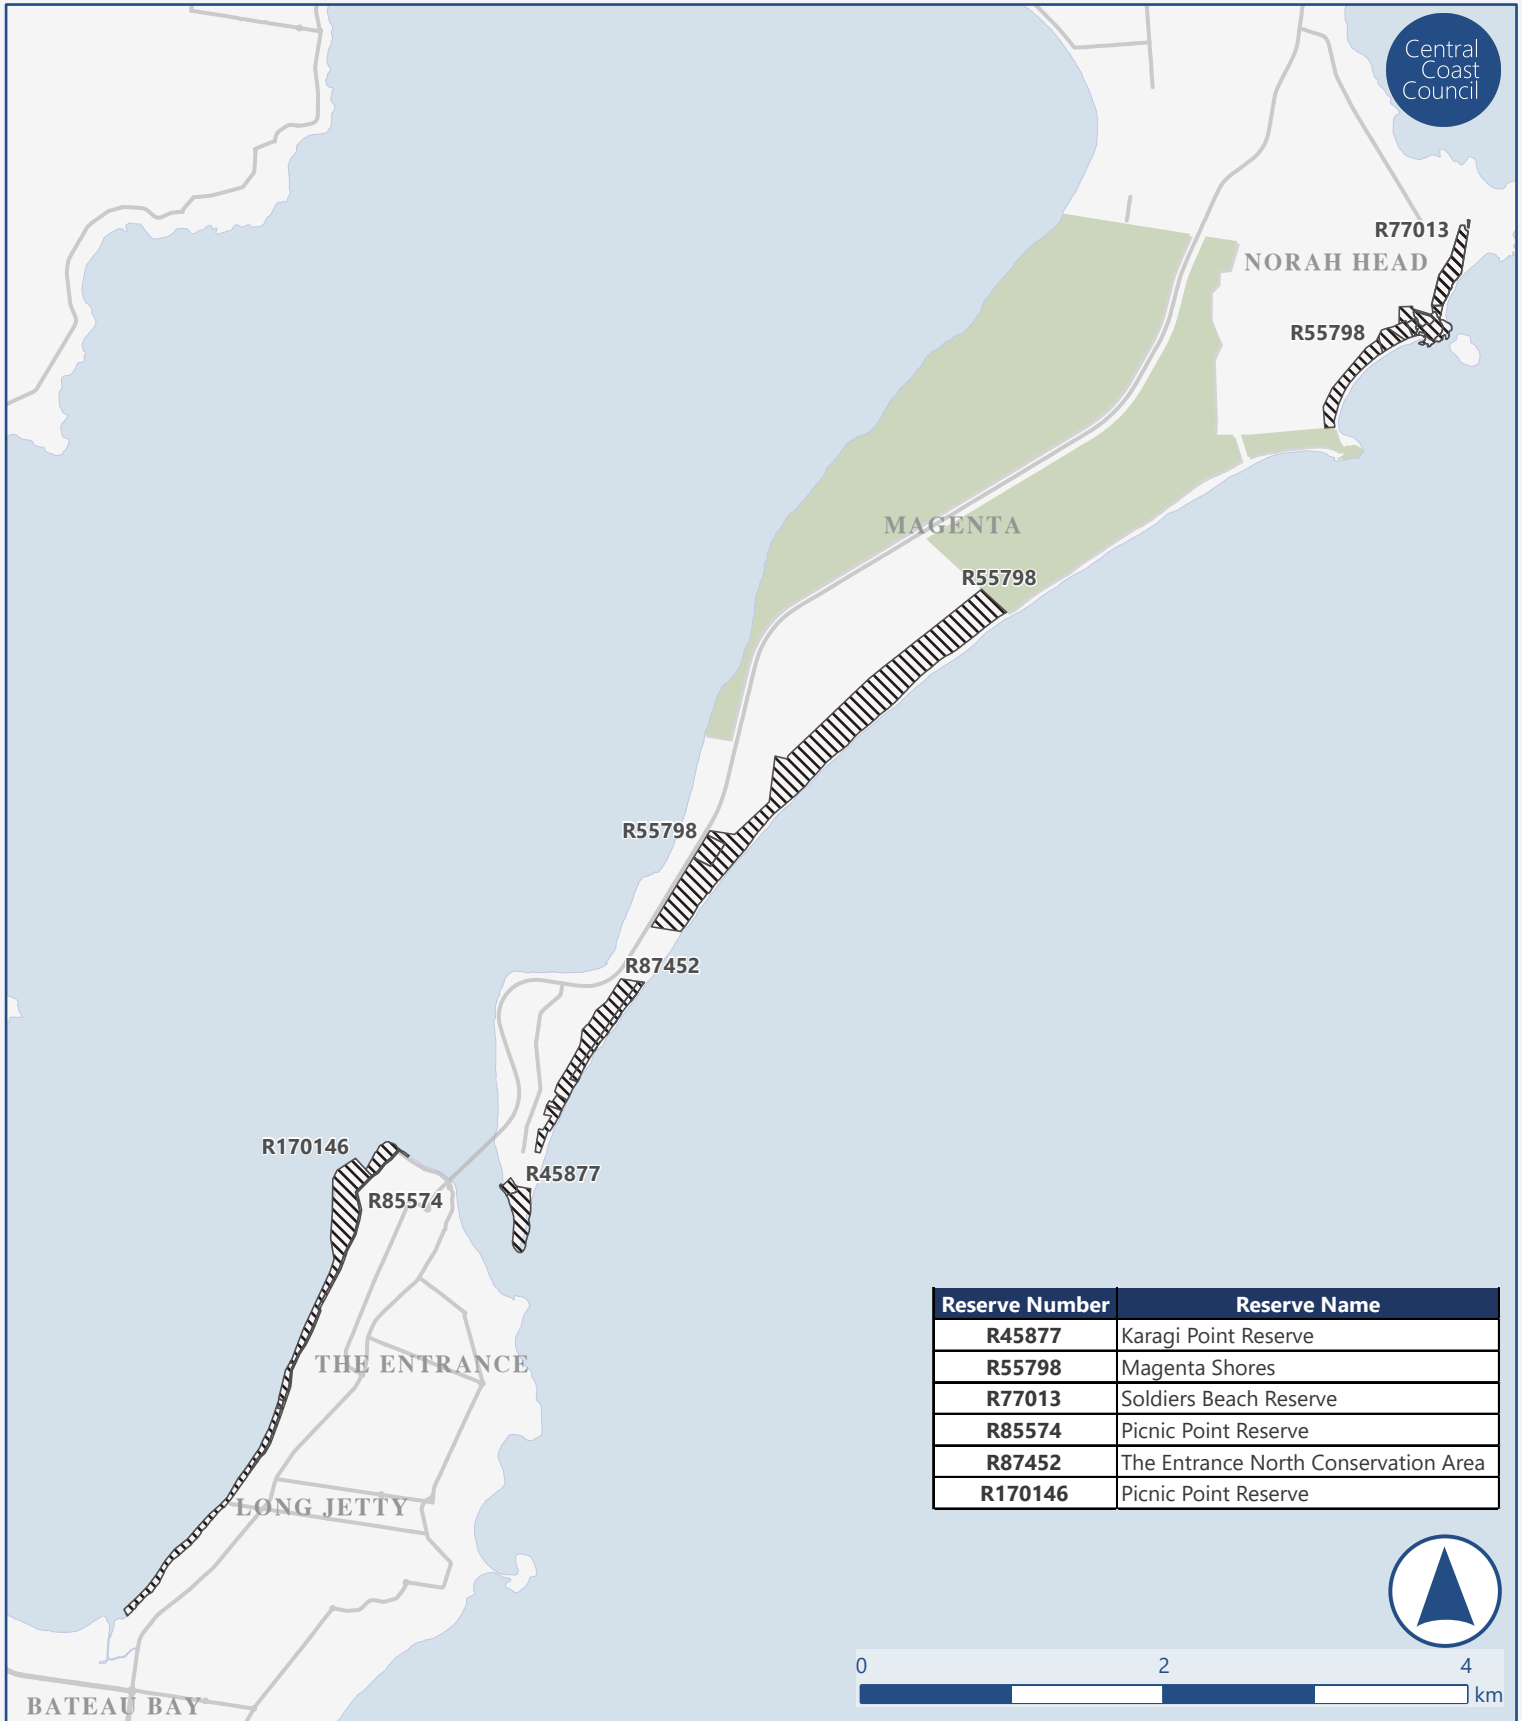 Central
Coast
Council
R77013
NORAH HEAD
R55798
MAGENTA
R55798
R55798
R87452
R170146
R45877
R85574
THE ENTRANCE
LONG JETTY
BATEAU BAY
Reserve Number Reserve Name
R45877 Karagi Point Reserve
R55798 Magenta Shores
R77013 Soldiers Beach Reserve
R85574 Picnic Point Reserve
R87452 The Entrance North Conservation Area
R170146 Picnic Point Reserve
0 2 4
km